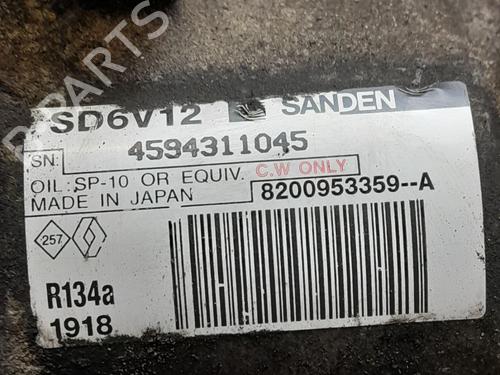 B-PARTS
SD6V12 SANDEN
SN: 4594311045
OIL: SP-10 OR EQUIV. C.W ONLY
MADE IN JAPAN 8200953359--A
257
R134a
1918